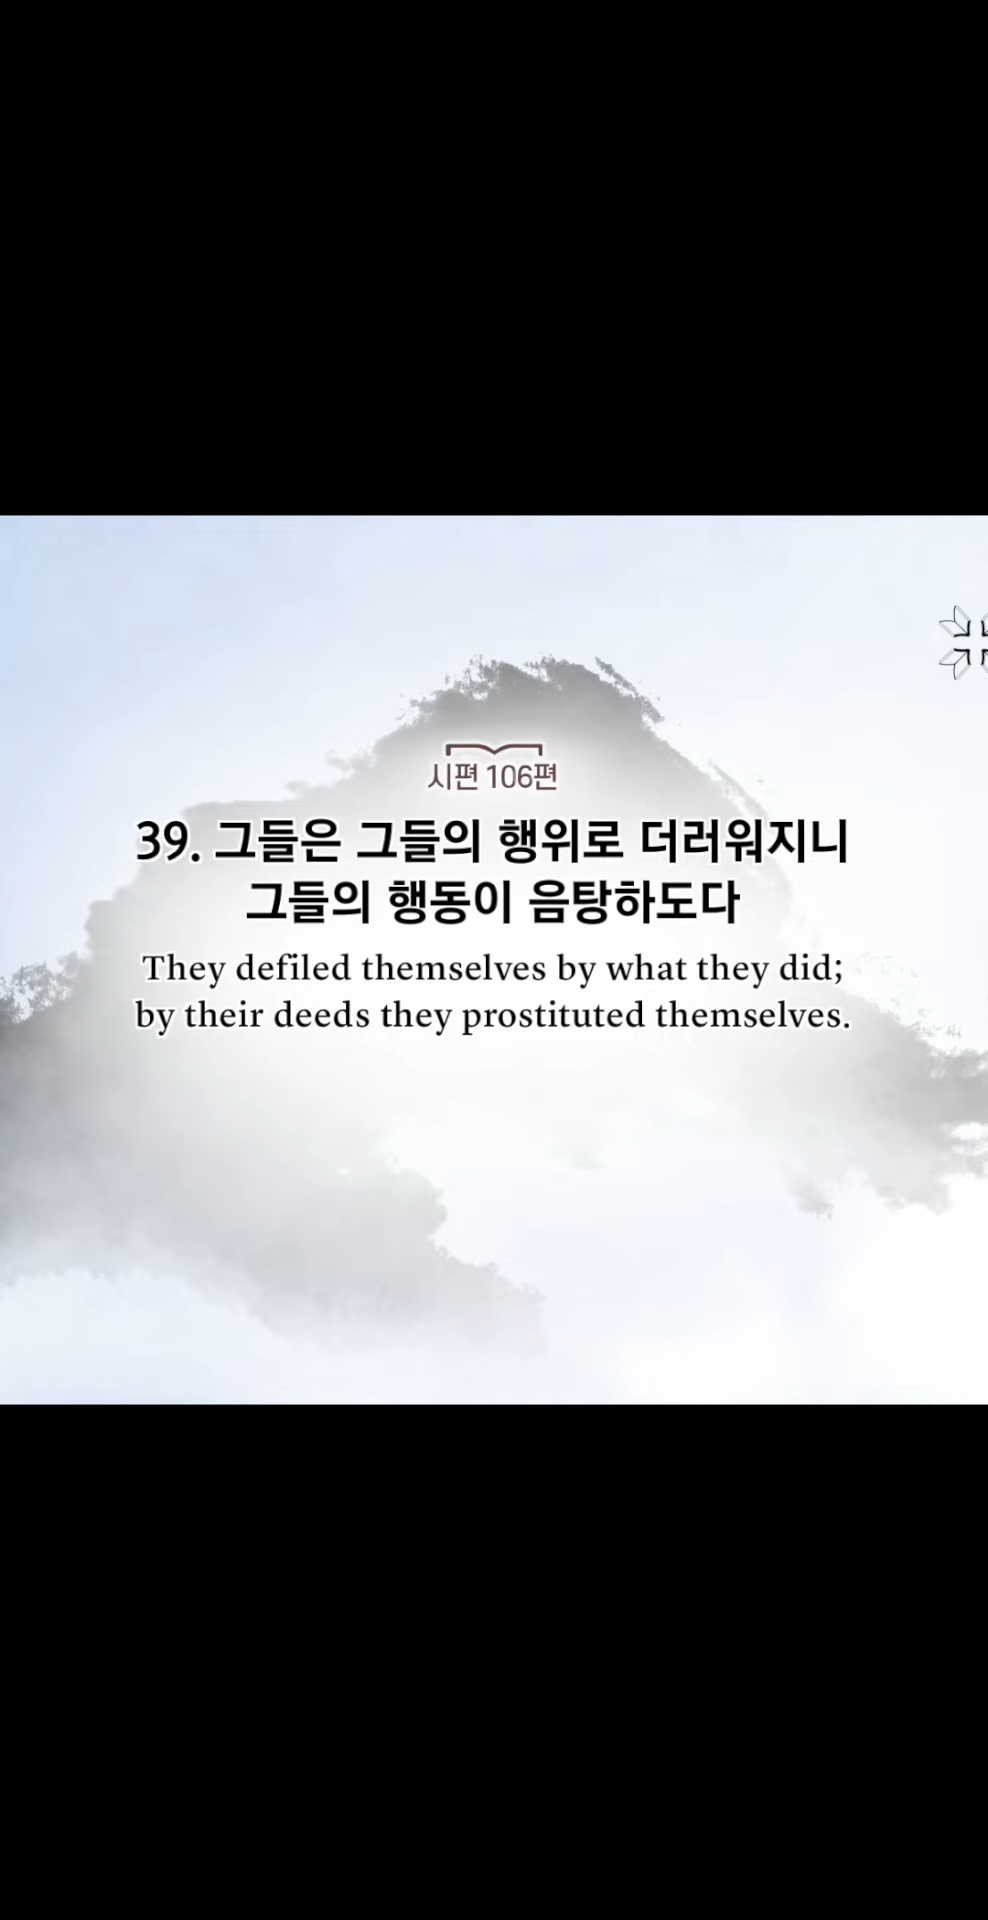 시편 106편
39. 그들은 그들의 행위로 더러워지니
그들의 행동이 음탕하도다
They defiled themselves by what they did;
by their deeds they prostituted themselves.